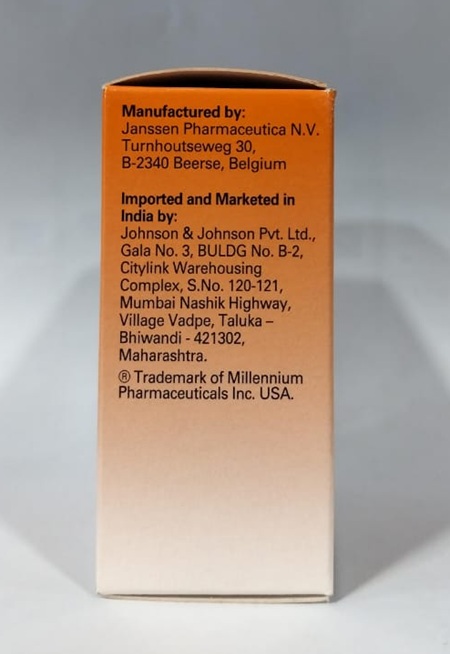 Manufactured by:
Janssen Pharmaceutica N.V.
Turnhoutseweg 30,
B-2340 Beerse, Belgium
Imported and Marketed in
India by:
Johnson & Johnson Pvt. Ltd.,
Gala No. 3, BULDG No. B-2,
Citylink Warehousing
Complex, S.No. 120-121,
Mumbai Nashik Highway,
Village Vadpe, Taluka –
Bhiwandi - 421302,
Maharashtra.
® Trademark of Millennium
Pharmaceuticals Inc. USA.